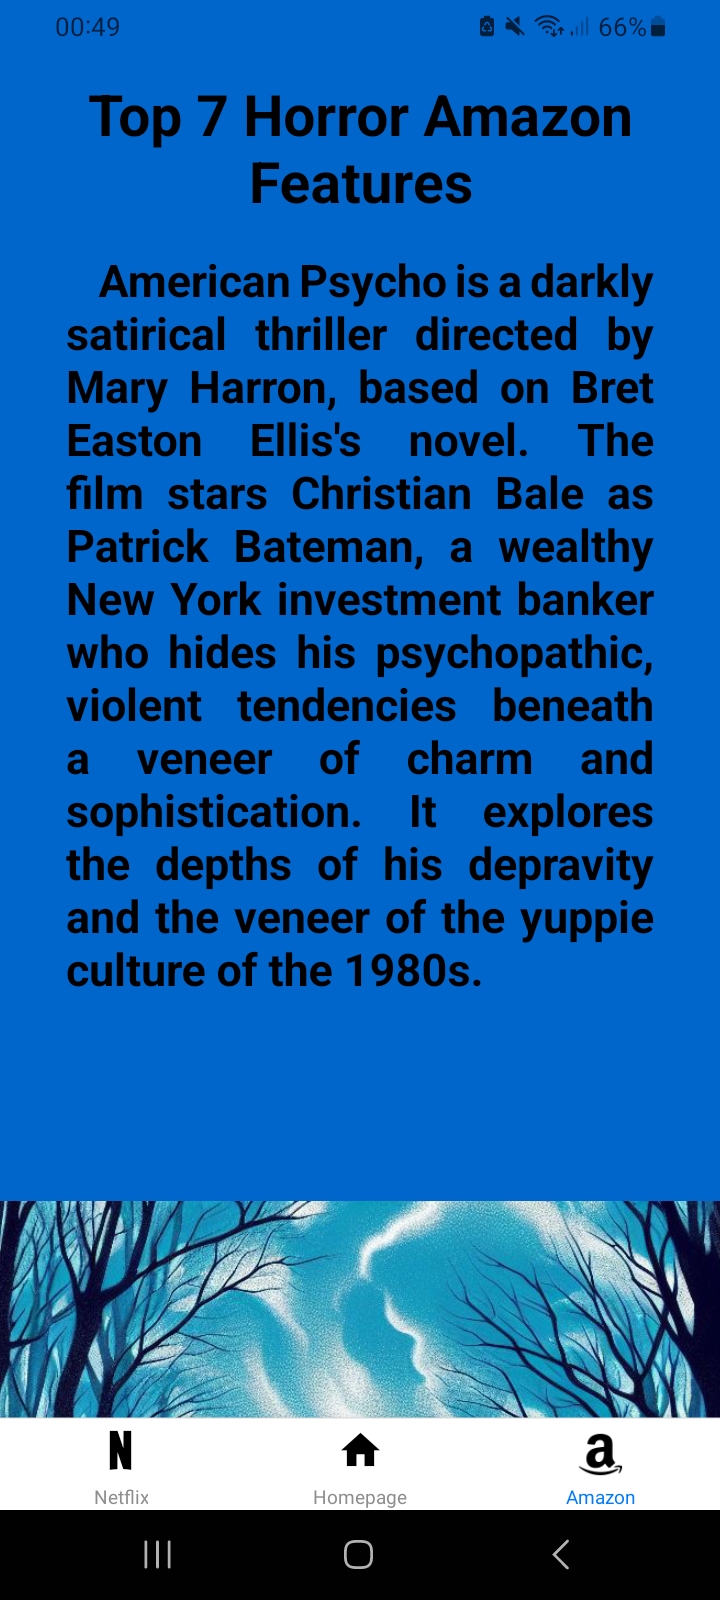 00:49
66%
Top 7 Horror Amazon
Features
American Psycho is a darkly
satirical thriller directed by
Mary Harron, based on Bret
Easton Ellis's novel. The
film stars Christian Bale as
Patrick Bateman, a wealthy
New York investment banker
who hides his psychopathic,
violent tendencies beneath
a veneer of charm and
sophistication. It explores
the depths of his depravity
and the veneer of the yuppie
culture of the 1980s.
N
a
Netflix
Homepage
Amazon